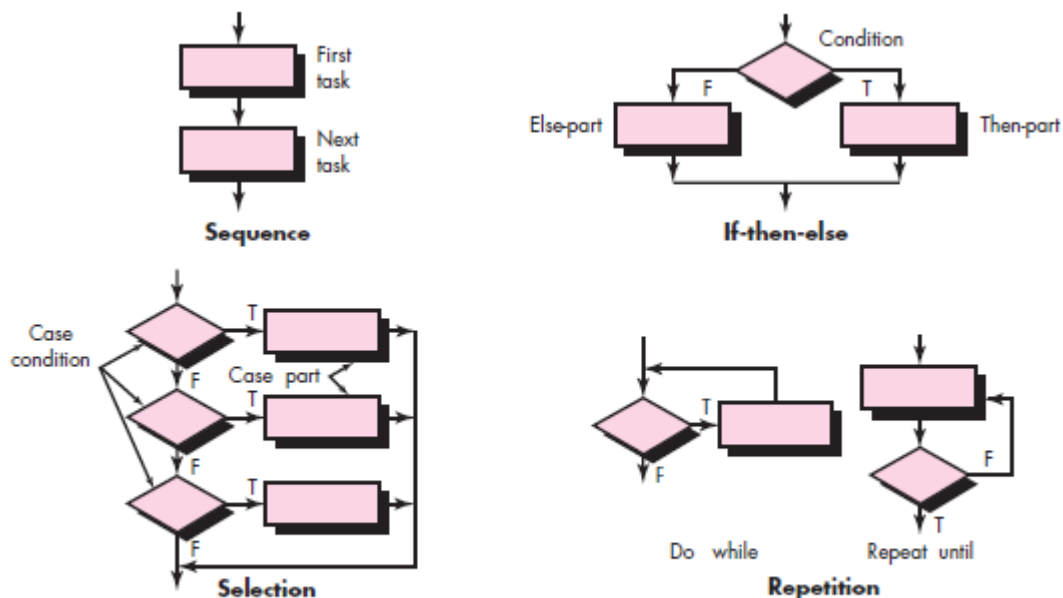 First
task
Next
task
Sequence
Condition
F
T
Else-part
Then-part
If-then-else
Case
condition
T
F
Case part
T
F
T
F
Selection
T
F
F
T
Do while
Repeat until
Repetition